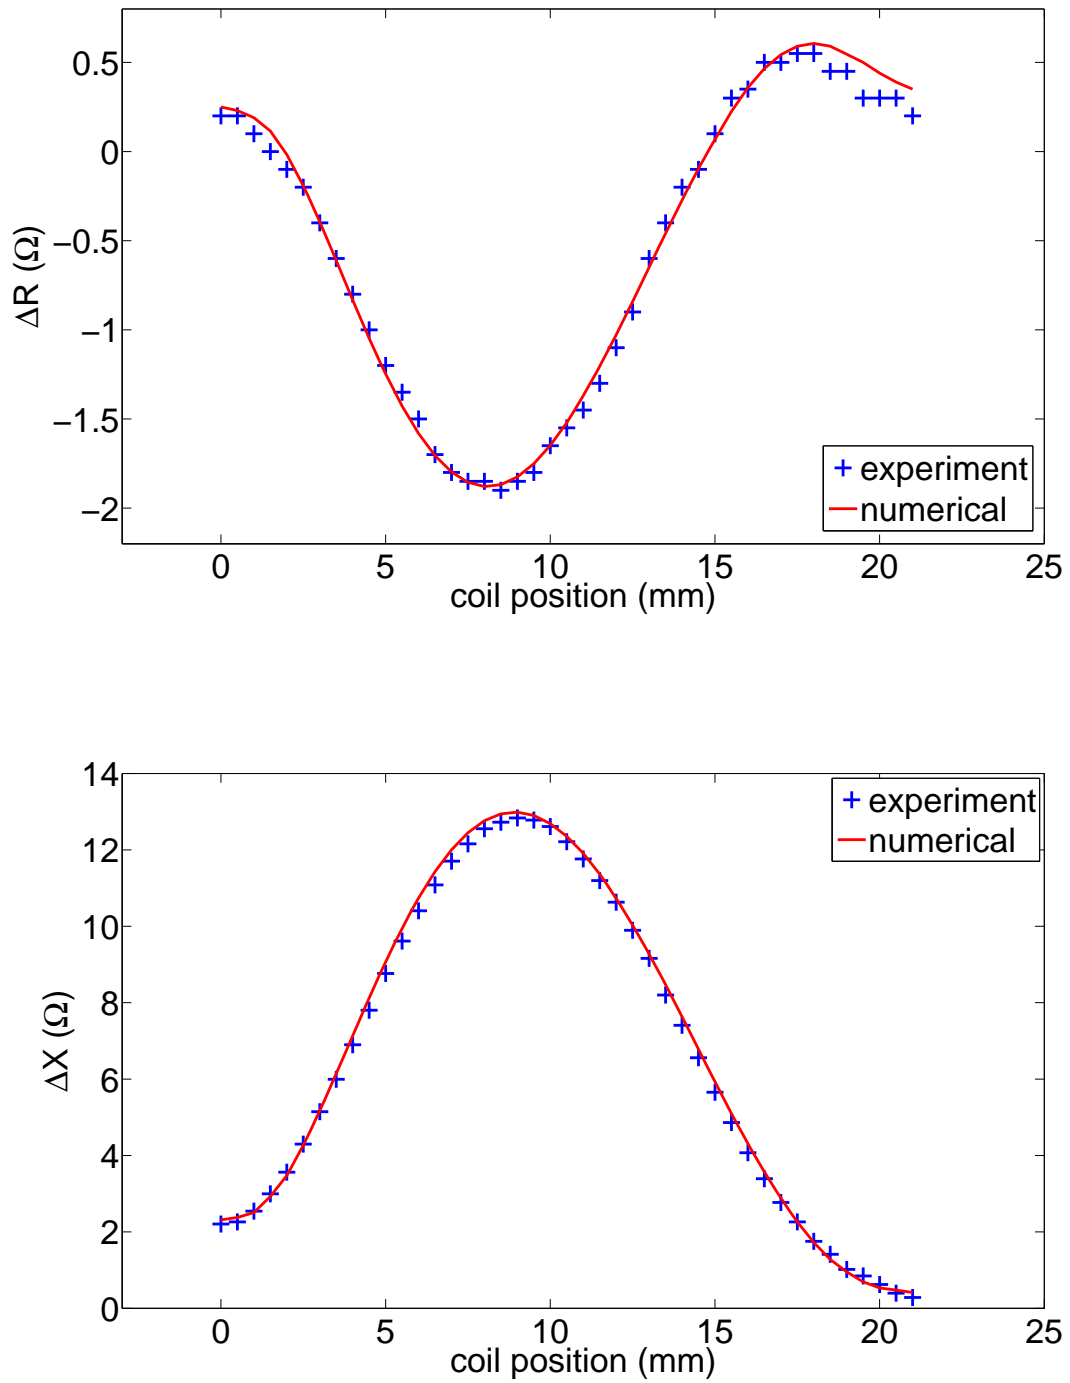 0.5
0
−0.5
−1
−1.5
−2
ΔR (Ω)
experiment
numerical
0 5 10 15 20 25
coil position (mm)
14
12
10
8
6
4
2
0
ΔX (Ω)
experiment
numerical
0 5 10 15 20 25
coil position (mm)